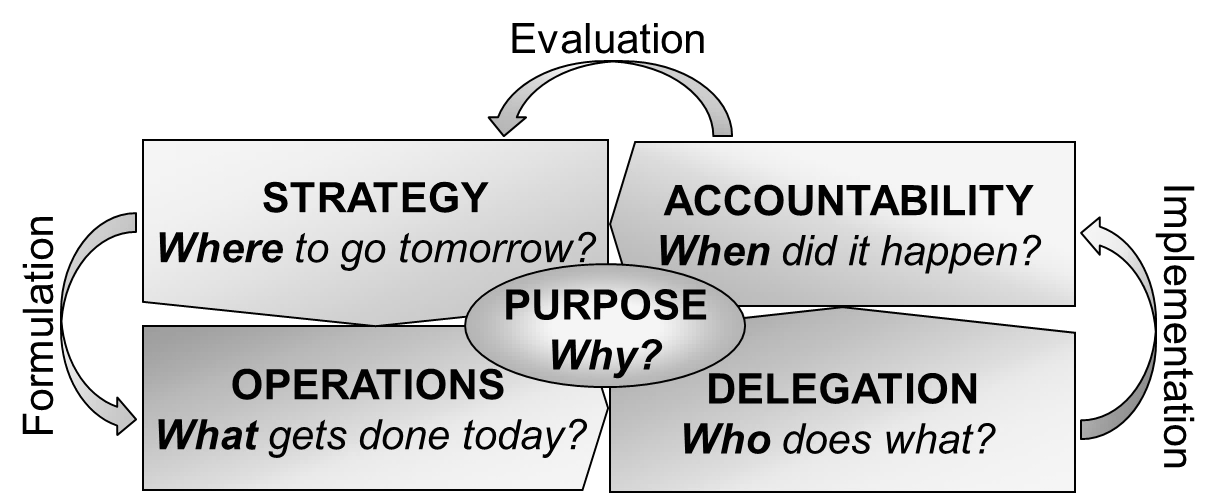 Evaluation
STRATEGY
Where to go tomorrow?
ACCOUNTABILITY
When did it happen?
Formulation
Implementation
PURPOSE
Why?
OPERATIONS
What gets done today?
DELEGATION
Who does what?